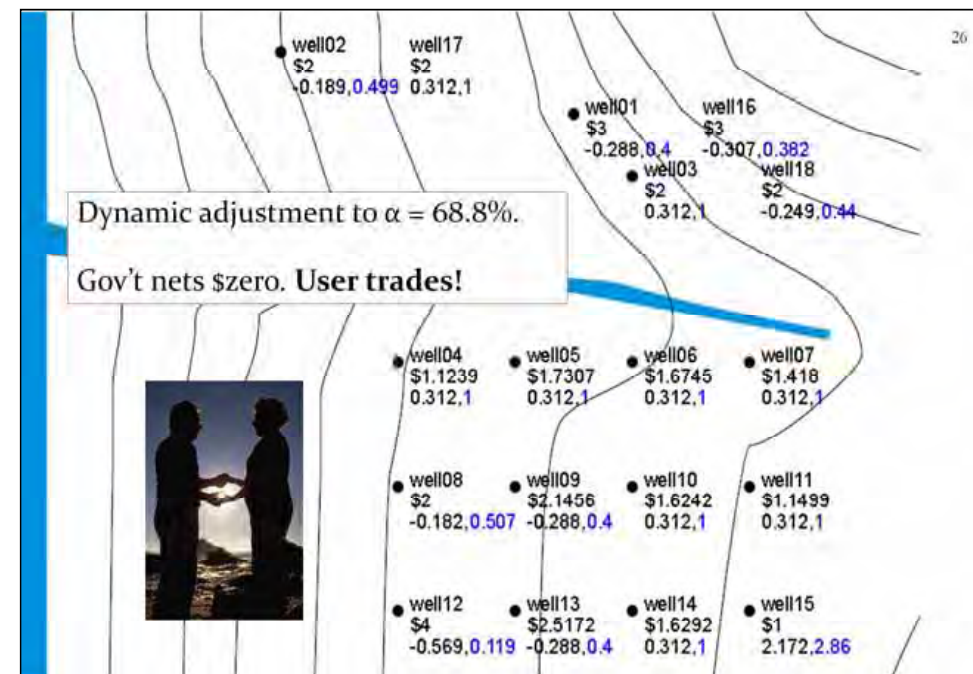 26
well02
$2
-0.189,0.499
well17
$2
0.312,1
well01
$3
-0.288,0.4
well16
$3
-0.307,0.382
well03
$2
0.312,1
well18
$2
-0.249,0.44
Dynamic adjustment to α = 68.8%.
Gov't nets $zero. User trades!
well04
$1.1239
0.312,1
well05
$1.7307
0.312,1
well06
$1.6745
0.312,1
well07
$1.418
0.312,1
well08
$2
-0.182,0.507
well09
$2.1456
-0.288,0.4
well10
$1.6242
0.312,1
well11
$1.1499
0.312,1
well12
$4
-0.569,0.119
well13
$2.5172
-0.288,0.4
well14
$1.6292
0.312,1
well15
$1
2.172,2.86